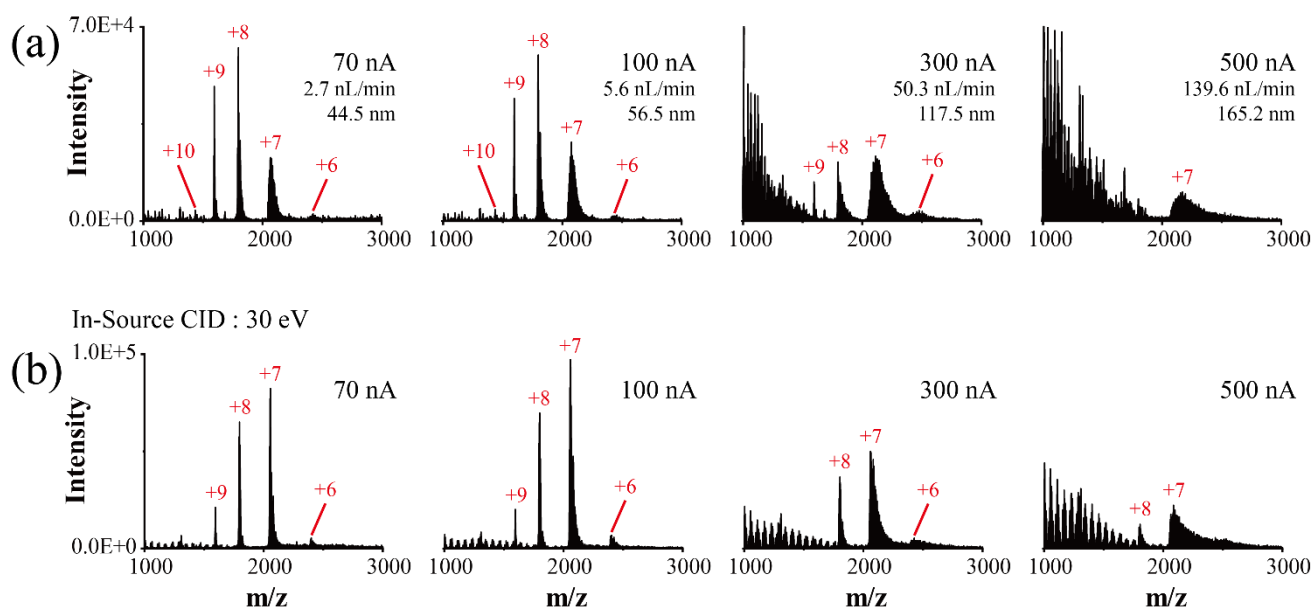 (a)
Intensity
7.0E+4
0.0E+0
+10
+9
+8
+7
+6
70 nA
2.7 nL/min
44.5 nm
1000
2000
3000
+10
+9
+8
+7
+6
100 nA
5.6 nL/min
56.5 nm
1000
2000
3000
+9
+8
+7
+6
300 nA
50.3 nL/min
117.5 nm
1000
2000
3000
+7
500 nA
139.6 nL/min
165.2 nm
1000
2000
3000
In-Source CID : 30 eV
(b)
Intensity
1.0E+5
0.0E+0
+9
+8
+7
+6
70 nA
1000
2000
3000
m/z
+9
+8
+7
+6
100 nA
1000
2000
3000
m/z
+8
+7
+6
300 nA
1000
2000
3000
m/z
+8
+7
500 nA
1000
2000
3000
m/z